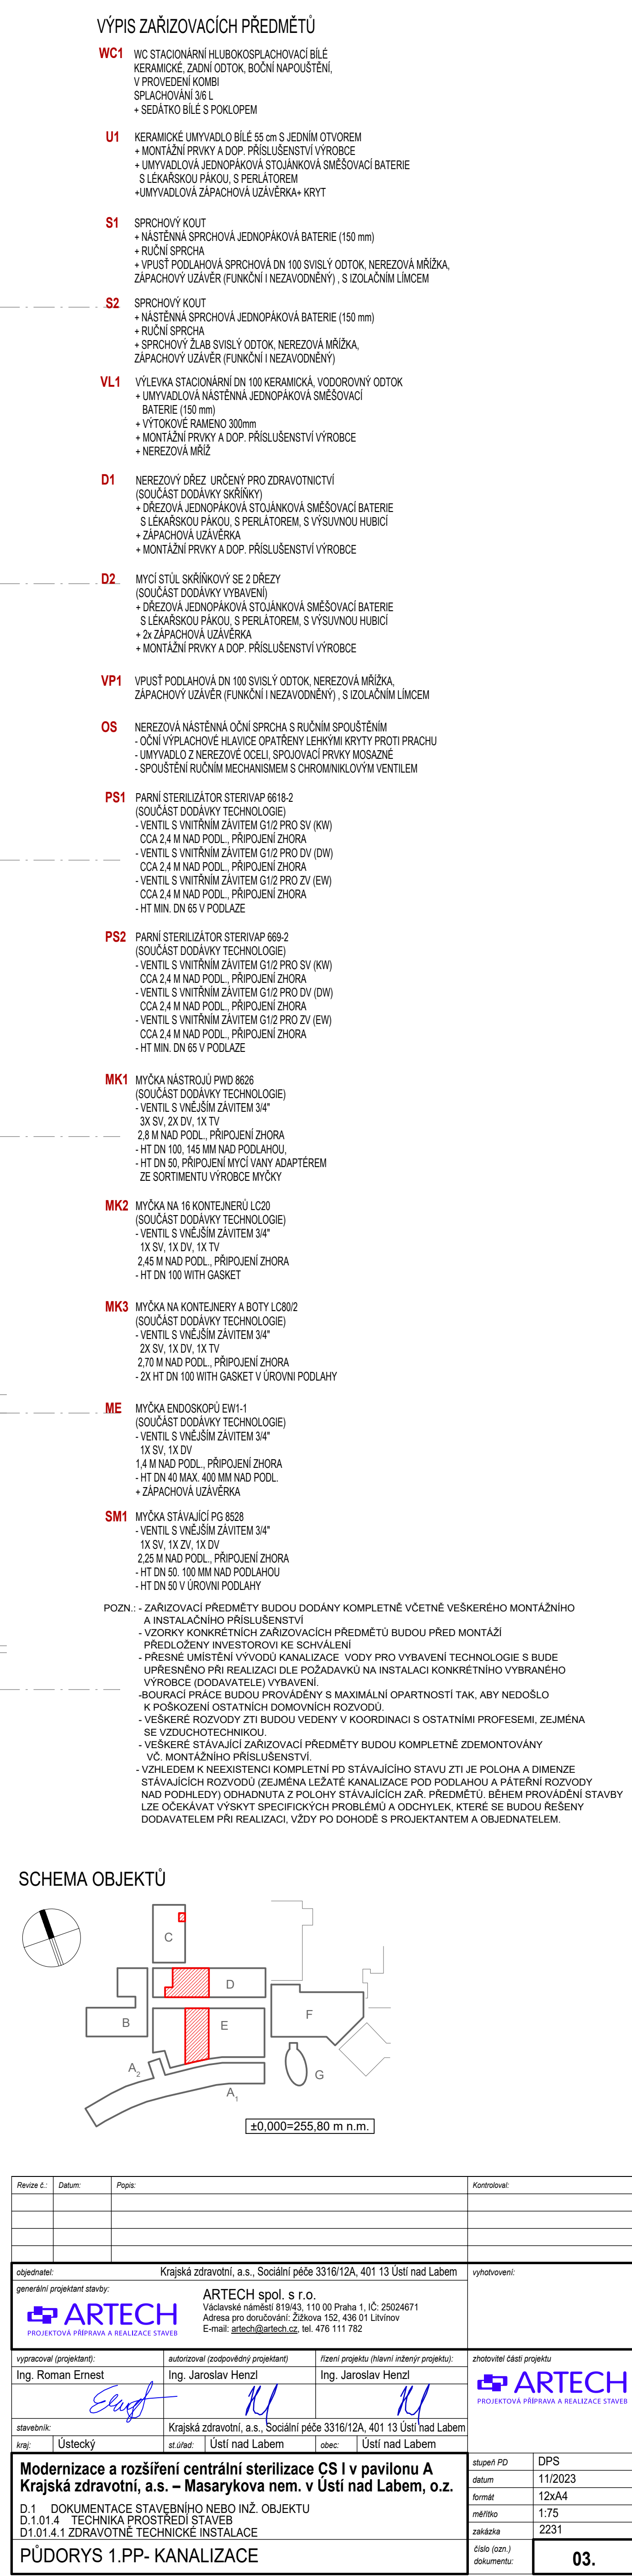 VÝPIS ZAŘIZOVACÍCH PŘEDMĚTŮ
WC1 WC STACIONÁRNÍ HLUBOKOSPLACHOVACÍ BÍLÉ
KERAMICKÉ, ZADNÍ ODTOK, BOČNÍ NAPOUŠTĚNÍ,
V PROVEDENÍ KOMBI
SPLACHOVÁNÍ 3/6 L
+ SEDÁTKO BÍLÉ S POKLOPEM
U1 KERAMICKÉ UMYVADLO BÍLÉ 55 cm S JEDNÍM OTVOREM
+ MONTÁŽNÍ PRVKY A DOP. PŘÍSLUŠENSTVÍ VÝROBCE
+ UMYVADLOVÁ JEDNOPÁKOVÁ STOJÁNKOVÁ SMĚŠOVACÍ BATERIE
S LÉKAŘSKOU PÁKOU, S PERLÁTOREM
+UMYVADLOVÁ ZÁPACHOVÁ UZÁVĚRKA+ KRYT
S1 SPRCHOVÝ KOUT
+ NÁSTĚNNÁ SPRCHOVÁ JEDNOPÁKOVÁ BATERIE (150 mm)
+ RUČNÍ SPRCHA
+ VPUSŤ PODLAHOVÁ SPRCHOVÁ DN 100 SVISLÝ ODTOK, NEREZOVÁ MŘÍŽKA,
ZÁPACHOVÝ UZÁVĚR (FUNKČNÍ I NEZAVODNĚNÝ) , S IZOLAČNÍM LÍMCEM
S2 SPRCHOVÝ KOUT
+ NÁSTĚNNÁ SPRCHOVÁ JEDNOPÁKOVÁ BATERIE (150 mm)
+ RUČNÍ SPRCHA
+ SPRCHOVÝ ŽLAB SVISLÝ ODTOK, NEREZOVÁ MŘÍŽKA,
ZÁPACHOVÝ UZÁVĚR (FUNKČNÍ I NEZAVODNĚNÝ)
VL1 VÝLEVKA STACIONÁRNÍ DN 100 KERAMICKÁ, VODOROVNÝ ODTOK
+ UMYVADLOVÁ NÁSTĚNNÁ JEDNOPÁKOVÁ SMĚŠOVACÍ
BATERIE (150 mm)
+ VÝTOKOVÉ RAMENO 300mm
+ MONTÁŽNÍ PRVKY A DOP. PŘÍSLUŠENSTVÍ VÝROBCE
+ NEREZOVÁ MŘÍŽ
D1 NEREZOVÝ DŘEZ URČENÝ PRO ZDRAVOTNICTVÍ
(SOUČÁST DODÁVKY SKŘÍŇKY)
+ DŘEZOVÁ JEDNOPÁKOVÁ STOJÁNKOVÁ SMĚŠOVACÍ BATERIE
S LÉKAŘSKOU PÁKOU, S PERLÁTOREM, S VÝSUVNOU HUBICÍ
+ ZÁPACHOVÁ UZÁVĚRKA
+ MONTÁŽNÍ PRVKY A DOP. PŘÍSLUŠENSTVÍ VÝROBCE
D2 MYCÍ STŮL SKŘÍŇKOVÝ SE 2 DŘEZY
(SOUČÁST DODÁVKY VYBAVENÍ)
+ DŘEZOVÁ JEDNOPÁKOVÁ STOJÁNKOVÁ SMĚŠOVACÍ BATERIE
S LÉKAŘSKOU PÁKOU, S PERLÁTOREM, S VÝSUVNOU HUBICÍ
+ 2x ZÁPACHOVÁ UZÁVĚRKA
+ MONTÁŽNÍ PRVKY A DOP. PŘÍSLUŠENSTVÍ VÝROBCE
VP1 VPUSŤ PODLAHOVÁ DN 100 SVISLÝ ODTOK, NEREZOVÁ MŘÍŽKA,
ZÁPACHOVÝ UZÁVĚR (FUNKČNÍ I NEZAVODNĚNÝ) , S IZOLAČNÍM LÍMCEM
OS NEREZOVÁ NÁSTĚNNÁ OČNÍ SPRCHA S RUČNÍM SPOUŠTĚNÍM
- OČNÍ VÝPLACHOVÉ HLAVICE OPATŘENY LEHKÝMI KRYTY PROTI PRACHU
- UMYVADLO Z NEREZOVÉ OCELI, SPOJOVACÍ PRVKY MOSAZNÉ
- SPOUŠTĚNÍ RUČNÍM MECHANISMEM S CHROM/NIKLOVÝM VENTILEM
PS1 PARNÍ STERILIZÁTOR STERIVAP 6618-2
(SOUČÁST DODÁVKY TECHNOLOGIE)
- VENTIL S VNITŘNÍM ZÁVITEM G1/2 PRO SV (KW)
CCA 2,4 M NAD PODL., PŘIPOJENÍ ZHORA
- VENTIL S VNITŘNÍM ZÁVITEM G1/2 PRO DV (DW)
CCA 2,4 M NAD PODL., PŘIPOJENÍ ZHORA
- VENTIL S VNITŘNÍM ZÁVITEM G1/2 PRO ZV (EW)
CCA 2,4 M NAD PODL., PŘIPOJENÍ ZHORA
- HT MIN. DN 65 V PODLAZE
PS2 PARNÍ STERILIZÁTOR STERIVAP 669-2
(SOUČÁST DODÁVKY TECHNOLOGIE)
- VENTIL S VNITŘNÍM ZÁVITEM G1/2 PRO SV (KW)
CCA 2,4 M NAD PODL., PŘIPOJENÍ ZHORA
- VENTIL S VNITŘNÍM ZÁVITEM G1/2 PRO DV (DW)
CCA 2,4 M NAD PODL., PŘIPOJENÍ ZHORA
- VENTIL S VNITŘNÍM ZÁVITEM G1/2 PRO ZV (EW)
CCA 2,4 M NAD PODL., PŘIPOJENÍ ZHORA
- HT MIN. DN 65 V PODLAZE
MK1 MYČKA NÁSTROJŮ PWD 8626
(SOUČÁST DODÁVKY TECHNOLOGIE)
- VENTIL S VNĚJŠÍM ZÁVITEM 3/4"
3X SV, 2X DV, 1X TV
2,8 M NAD PODL., PŘIPOJENÍ ZHORA
- HT DN 100, 145 MM NAD PODLAHOU,
- HT DN 50, PŘIPOJENÍ MYCÍ VANY ADAPTÉREM
ZE SORTIMENTU VÝROBCE MYČKY
MK2 MYČKA NA 16 KONTEJNERŮ LC20
(SOUČÁST DODÁVKY TECHNOLOGIE)
- VENTIL S VNĚJŠÍM ZÁVITEM 3/4"
1X SV, 1X DV, 1X TV
2,45 M NAD PODL., PŘIPOJENÍ ZHORA
- HT DN 100 WITH GASKET
MK3 MYČKA NA KONTEJNERY A BOTY LC80/2
(SOUČÁST DODÁVKY TECHNOLOGIE)
- VENTIL S VNĚJŠÍM ZÁVITEM 3/4"
2X SV, 1X DV, 1X TV
2,70 M NAD PODL., PŘIPOJENÍ ZHORA
- 2X HT DN 100 WITH GASKET V ÚROVNI PODLAHY
ME MYČKA ENDOSKOPŮ EW1-1
(SOUČÁST DODÁVKY TECHNOLOGIE)
- VENTIL S VNĚJŠÍM ZÁVITEM 3/4"
1X SV, 1X DV
1,4 M NAD PODL., PŘIPOJENÍ ZHORA
- HT DN 40 MAX. 400 MM NAD PODL.
+ ZÁPACHOVÁ UZÁVĚRKA
SM1 MYČKA STÁVAJÍCÍ PG 8528
- VENTIL S VNĚJŠÍM ZÁVITEM 3/4"
1X SV, 1X ZV, 1X DV
2,25 M NAD PODL., PŘIPOJENÍ ZHORA
- HT DN 50. 100 MM NAD PODLAHOU
- HT DN 50 V ÚROVNI PODLAHY
POZN.: - ZAŘIZOVACÍ PŘEDMĚTY BUDOU DODÁNY KOMPLETNĚ VČETNĚ VEŠKERÉHO MONTÁŽNÍHO
A INSTALAČNÍHO PŘÍSLUŠENSTVÍ
- VZORKY KONKRÉTNÍCH ZAŘIZOVACÍCH PŘEDMĚTŮ BUDOU PŘED MONTÁŽÍ
PŘEDLOŽENY INVESTOROVI KE SCHVÁLENÍ
- PŘESNÉ UMÍSTĚNÍ VÝVODŮ KANALIZACE VODY PRO VYBAVENÍ TECHNOLOGIE S BUDE
UPŘESNĚNO PŘI REALIZACI DLE POŽADAVKŮ NA INSTALACI KONKRÉTNÍHO VYBRANÉHO
VÝROBCE (DODAVATELE) VYBAVENÍ.
-BOURACÍ PRÁCE BUDOU PROVÁDĚNY S MAXIMÁLNÍ OPARTNOSTÍ TAK, ABY NEDOŠLO
K POŠKOZENÍ OSTATNÍCH DOMOVNÍCH ROZVODŮ.
- VEŠKERÉ ROZVODY ZTI BUDOU VEDENY V KOORDINACI S OSTATNÍMI PROFESEMI, ZEJMÉNA
SE VZDUCHOTECHNIKOU.
- VEŠKERÉ STÁVAJÍCÍ ZAŘIZOVACÍ PŘEDMĚTY BUDOU KOMPLETNĚ ZDEMONTOVÁNY
VČ. MONTÁŽNÍHO PŘÍSLUŠENSTVÍ.
- VZHLEDEM K NEEXISTENCI KOMPLETNÍ PD STÁVAJÍCÍHO STAVU ZTI JE POLOHA A DIMENZE
STÁVAJÍCÍCH ROZVODŮ (ZEJMÉNA LEŽATÉ KANALIZACE POD PODLAHOU A PÁTEŘNÍ ROZVODY
NAD PODHLEDY) ODHADNUTA Z POLOHY STÁVAJÍCÍCH ZAŘ. PŘEDMĚTŮ. BĚHEM PROVÁDĚNÍ STAVBY
LZE OČEKÁVAT VÝSKYT SPECIFICKÝCH PROBLÉMŮ A ODCHYLEK, KTERÉ SE BUDOU ŘEŠENY
DODAVATELEM PŘI REALIZACI, VŽDY PO DOHODĚ S PROJEKTANTEM A OBJEDNATELEM.
SCHEMA OBJEKTŮ
C
D
B
E
F
A2
G
A1
±0,000=255,80 m n.m.
Revize č.: Datum: Popis: Kontroloval:
objednatel: Krajská zdravotní, a.s., Sociální péče 3316/12A, 401 13 Ústí nad Labem vyhotovení:
generální projektant stavby:
ARTECH
PROJEKTOVÁ PŘÍPRAVA A REALIZACE STAVEB
ARTECH spol. s r.o.
Václavské náměstí 819/43, 110 00 Praha 1, IČ: 25024671
Adresa pro doručování: Žižkova 152, 436 01 Litvínov
E-mail: artech@artech.cz, tel. 476 111 782
vypracoval (projektant): autorizoval (zodpovědný projektant) řízení projektu (hlavní inženýr projektu): zhotovitel části projektu
Ing. Roman Ernest Ing. Jaroslav Henzl Ing. Jaroslav Henzl
ARTECH
PROJEKTOVÁ PŘÍPRAVA A REALIZACE STAVEB
stavebník: Krajská zdravotní, a.s., Sociální péče 3316/12A, 401 13 Ústí nad Labem
kraj: Ústecký st.úřad: Ústí nad Labem obec: Ústí nad Labem
Modernizace a rozšíření centrální sterilizace CS I v pavilonu A
Krajská zdravotní, a.s. – Masarykova nem. v Ústí nad Labem, o.z.
D.1 DOKUMENTACE STAVEBNÍHO NEBO INŽ. OBJEKTU
D.1.01.4 TECHNIKA PROSTŘEDÍ STAVEB
D1.01.4.1 ZDRAVOTNĚ TECHNICKÉ INSTALACE
PŮDORYS 1.PP- KANALIZACE
stupeň PD DPS
datum 11/2023
formát 12xA4
měřítko 1:75
zakázka 2231
číslo (ozn.)
dokumentu: 03.